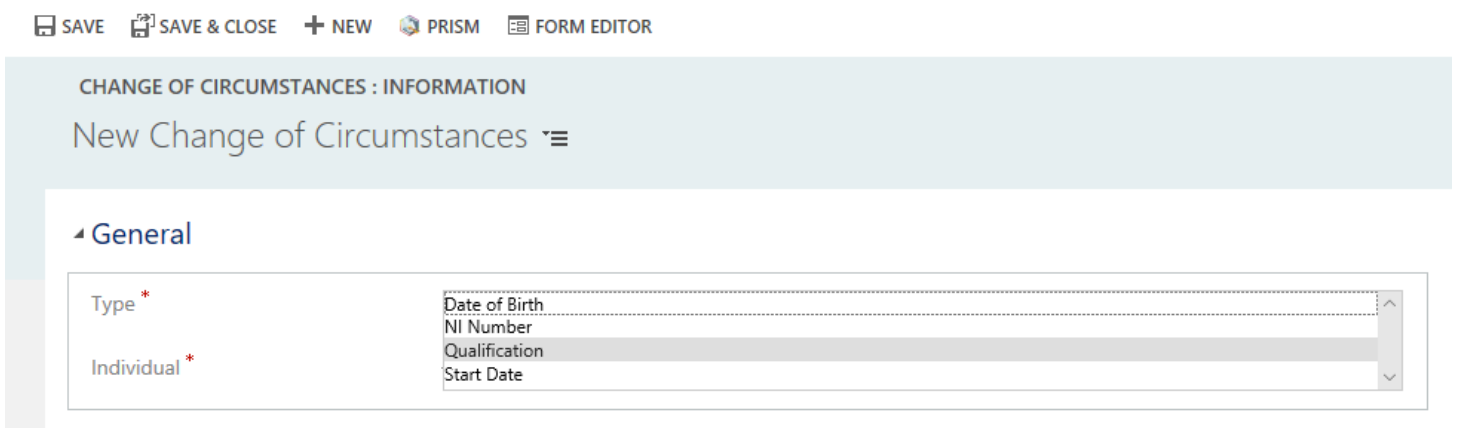 SAVE SAVE & CLOSE NEW PRISM FORM EDITOR
CHANGE OF CIRCUMSTANCES : INFORMATION
New Change of Circumstances
General
Type *
Date of Birth
NI Number
Qualification
Individual *
Start Date